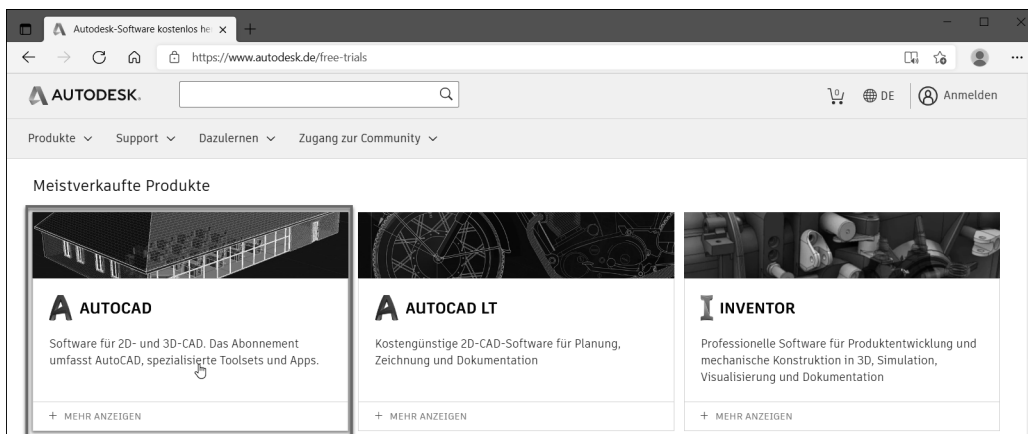 Autodesk-Software kostenlos he
https://www.autodesk.de/free-trials
AUTODESK.
0
DE
Anmelden
Produkte
Support
Dazulernen
Zugang zur Community
Meistverkaufte Produkte
AUTOCAD
Software für 2D- und 3D-CAD. Das Abonnement
umfasst AutoCAD, spezialisierte Toolsets und Apps.
+ MEHR ANZEIGEN
AUTOCAD LT
Kostengünstige 2D-CAD-Software für Planung,
Zeichnung und Dokumentation
+ MEHR ANZEIGEN
INVENTOR
Professionelle Software für Produktentwicklung und
mechanische Konstruktion in 3D, Simulation,
Visualisierung und Dokumentation
+ MEHR ANZEIGEN